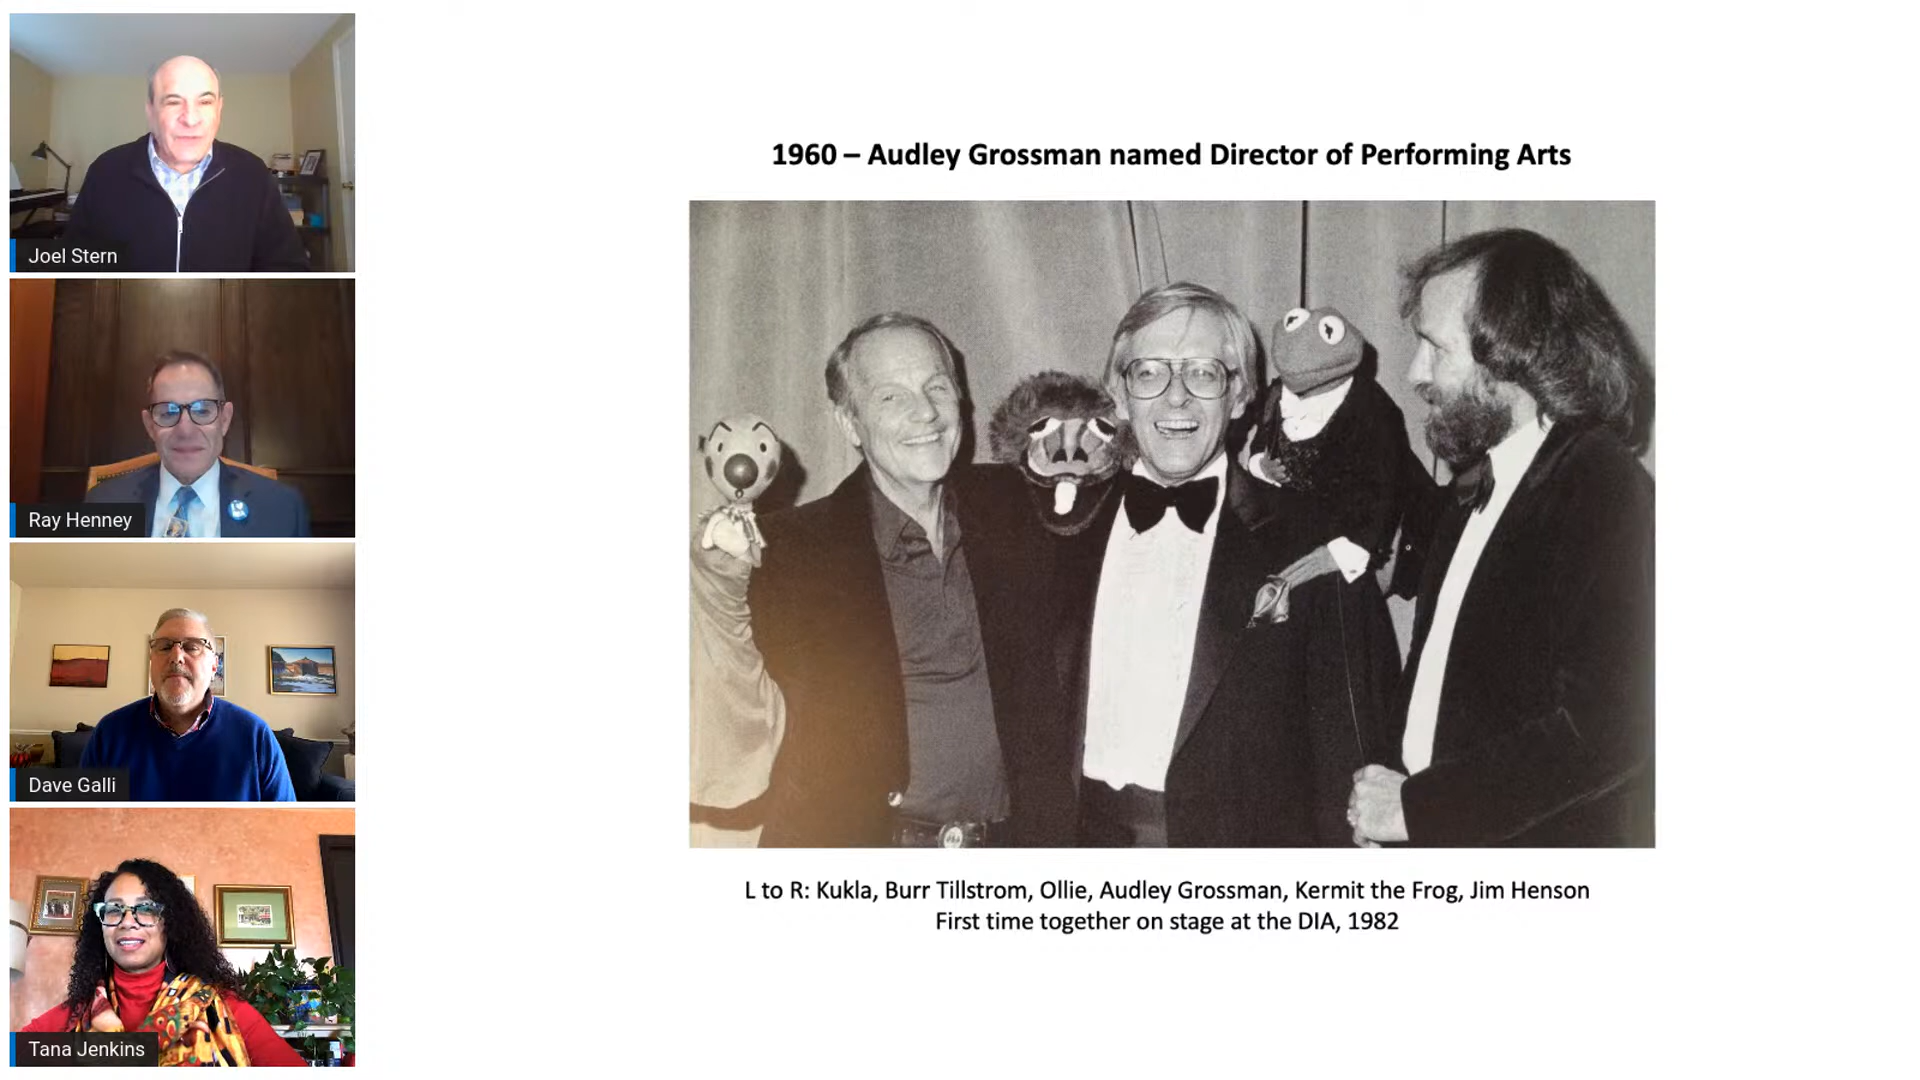 Joel Stern
Ray Henney
Dave Galli
Tana Jenkins
1960 – Audley Grossman named Director of Performing Arts
L to R: Kukla, Burr Tillstrom, Ollie, Audley Grossman, Kermit the Frog, Jim Henson
First time together on stage at the DIA, 1982